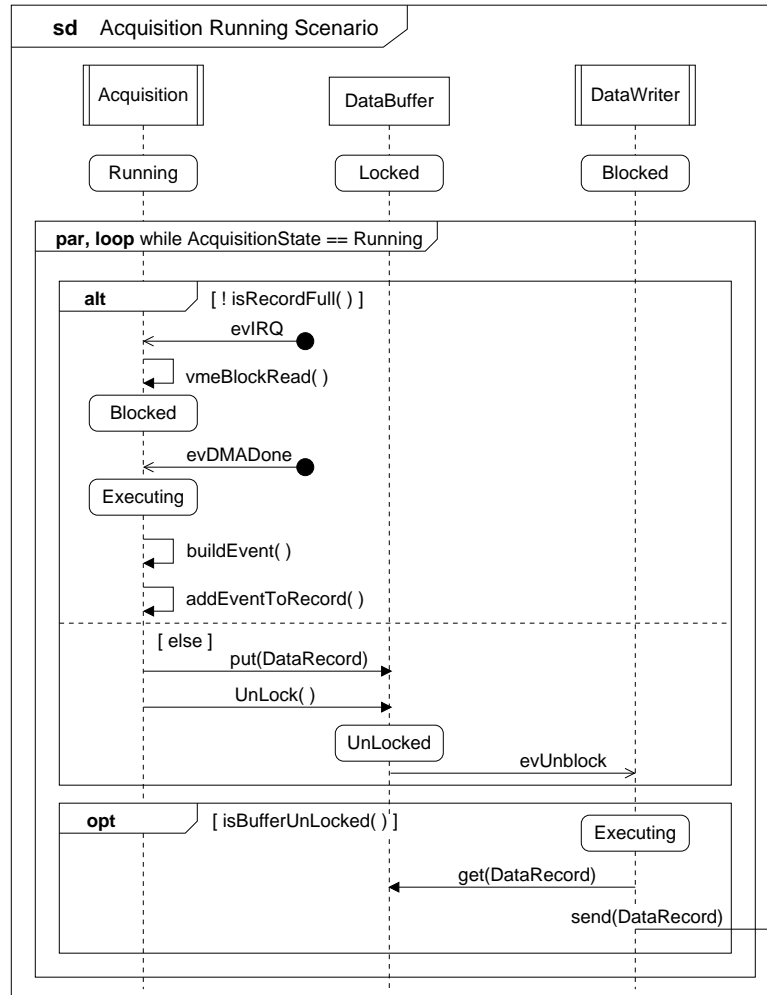 sd Acquisition Running Scenario
Acquisition DataBuffer DataWriter
Running Locked Blocked
par, loop while AcquisitionState == Running
alt [ ! isRecordFull( ) ]
evIRQ
vmeBlockRead( )
Blocked
evDMADone
Executing
buildEvent( )
addEventToRecord( )
[ else ]
put(DataRecord)
UnLock( )
UnLocked
evUnblock
opt [ isBufferUnLocked( ) ]
Executing
get(DataRecord)
send(DataRecord)